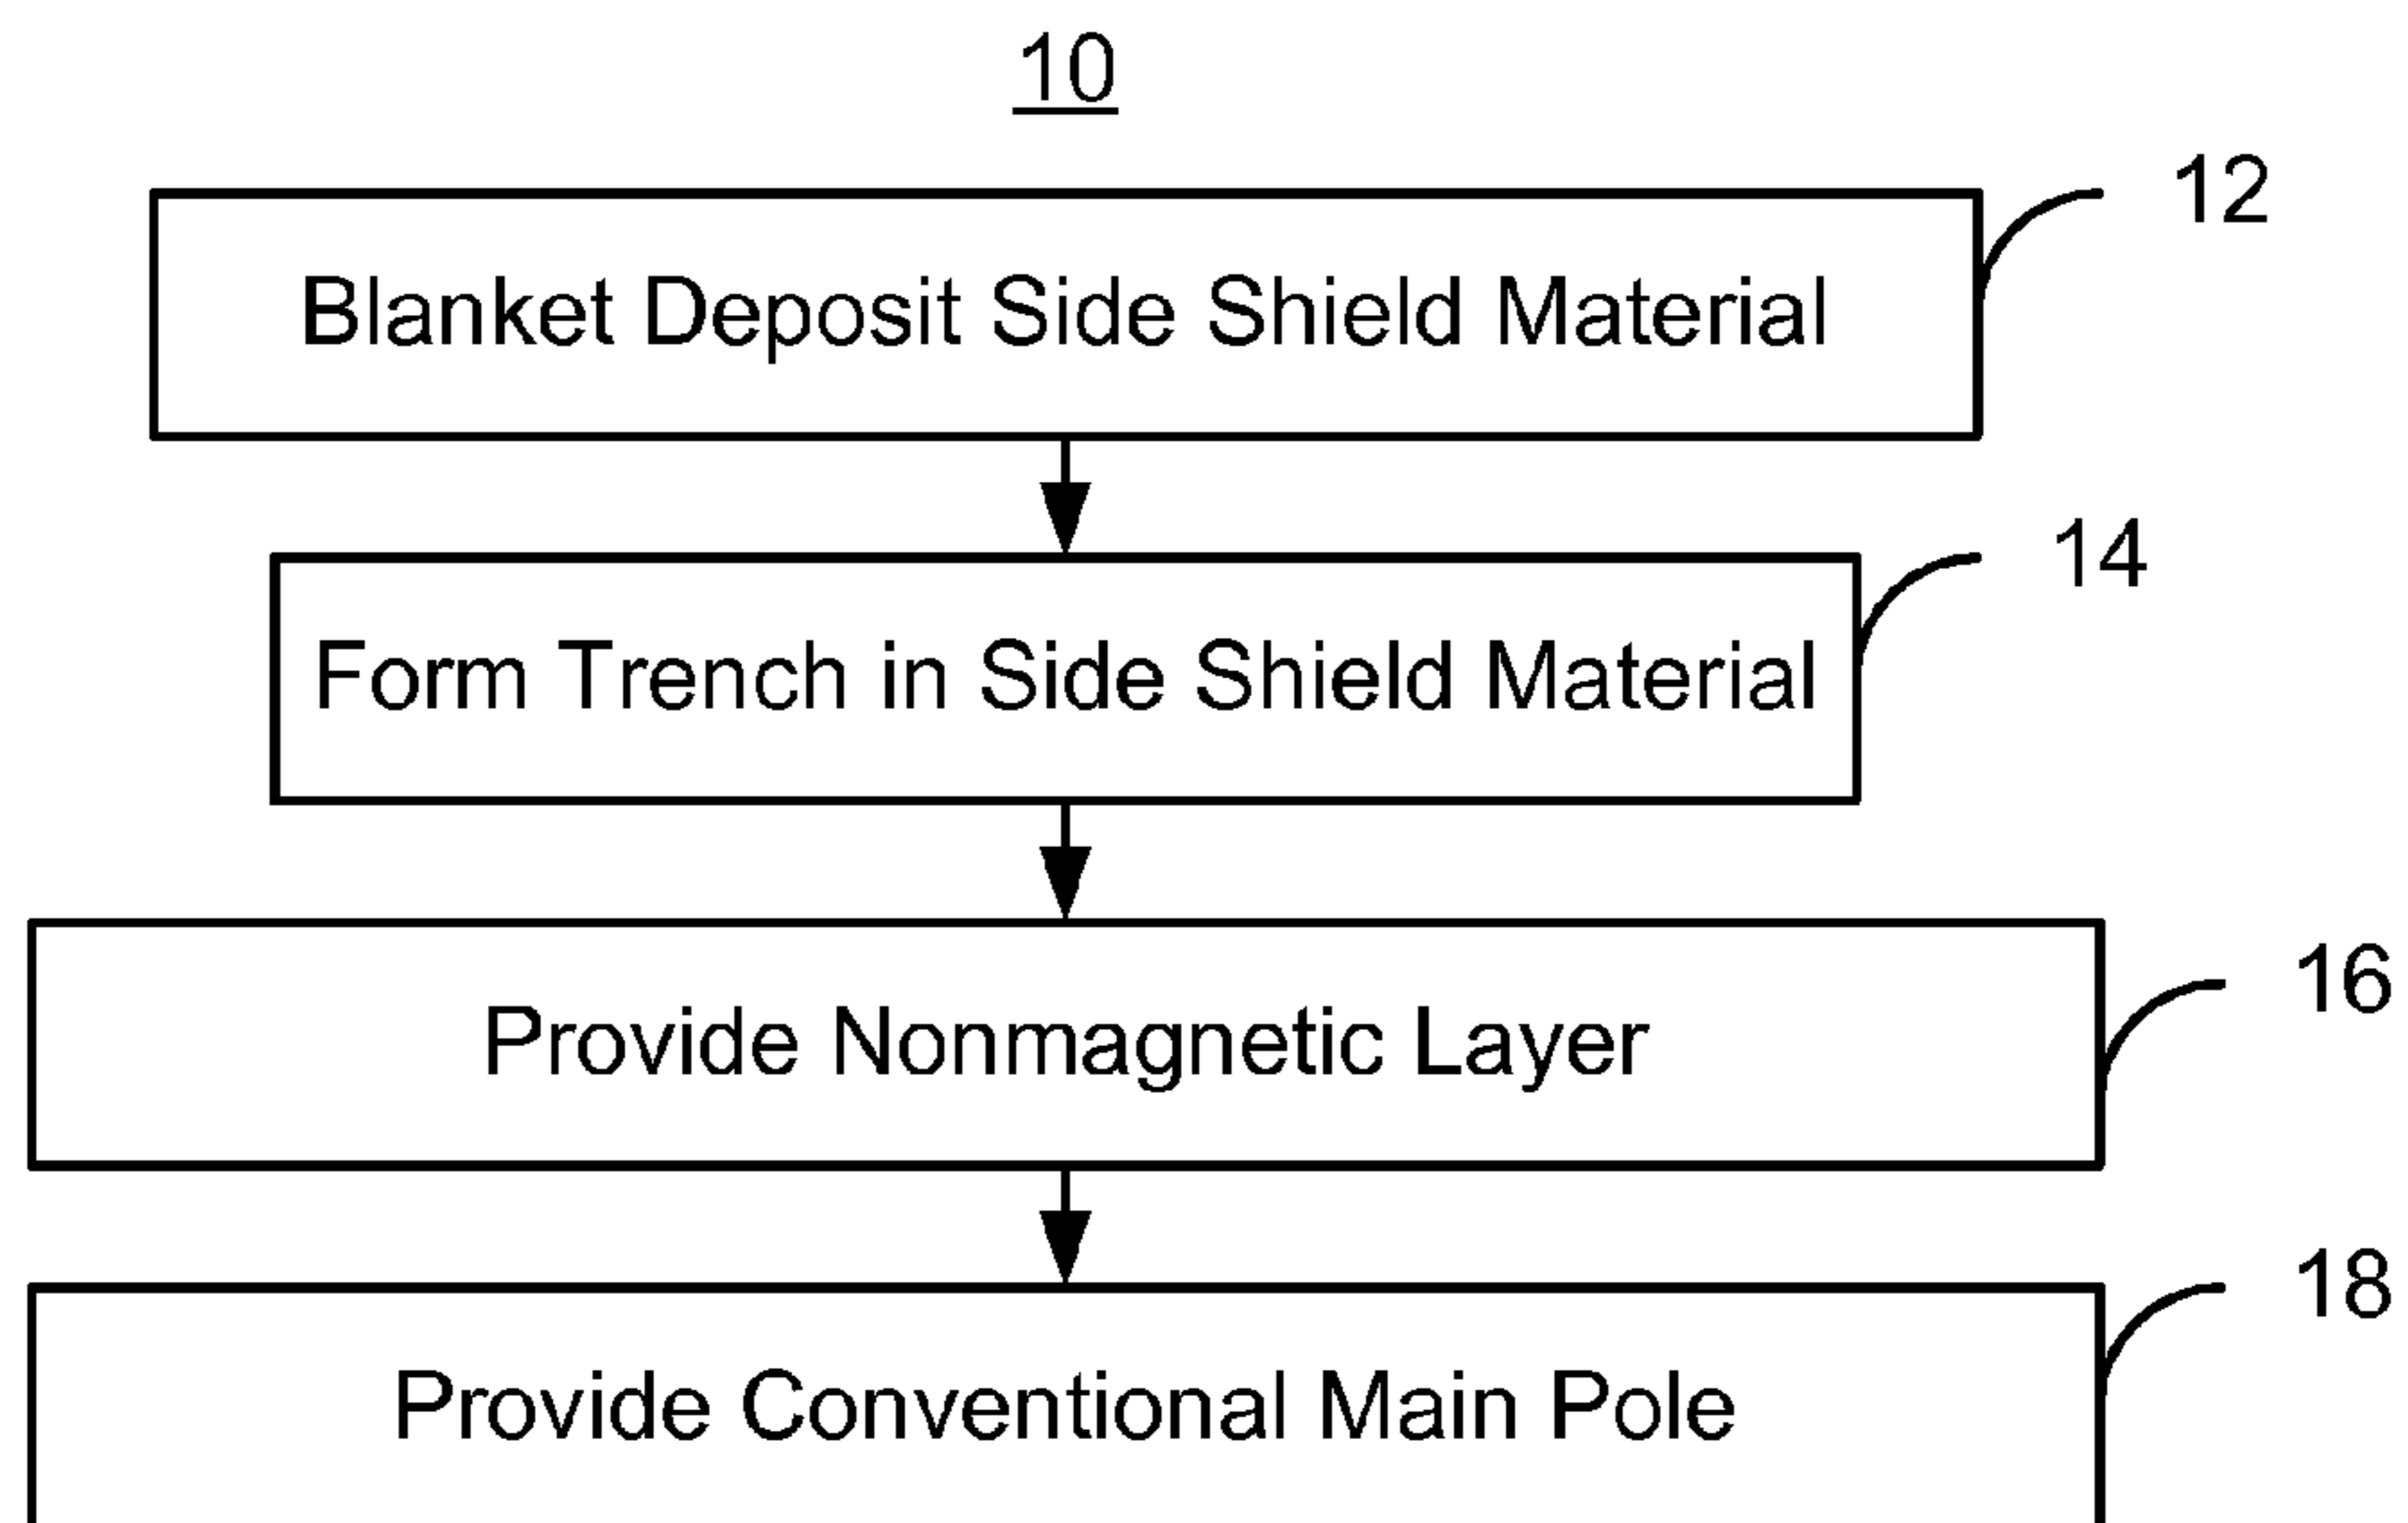 10
12
Blanket Deposit Side Shield Material
14
Form Trench in Side Shield Material
16
Provide Nonmagnetic Layer
18
Provide Conventional Main Pole